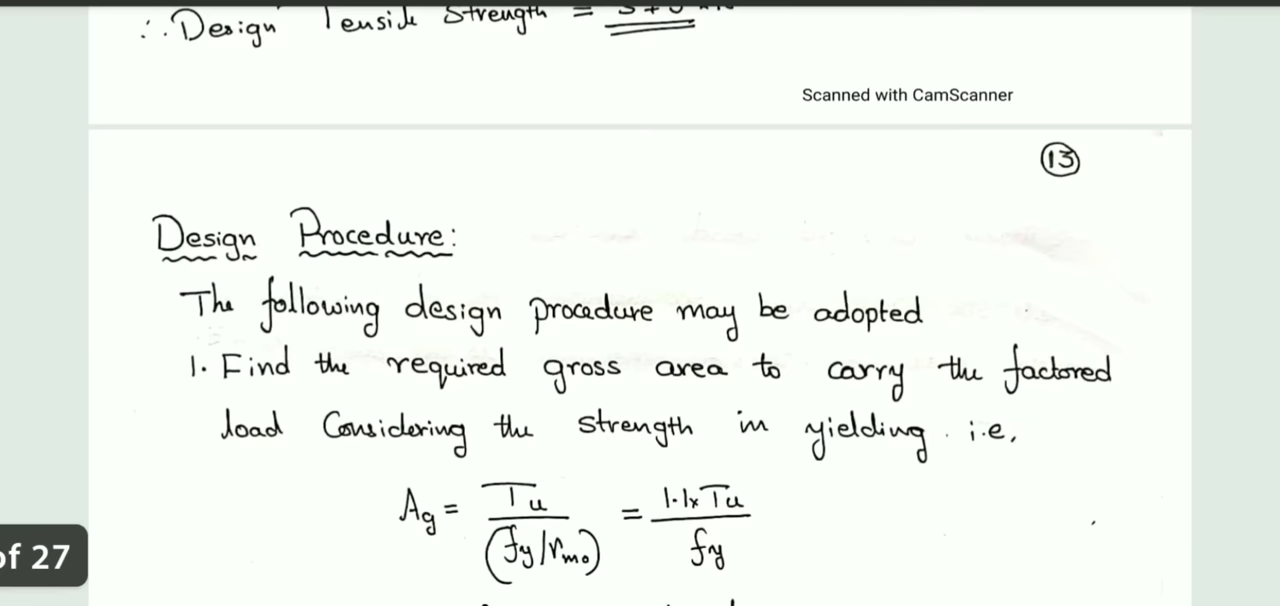 ∴ Design Tensile Strength =
Scanned with CamScanner
13
Design Procedure:
The following design procedure may be adopted
1. Find the required gross area to carry the factored
load Considering the strength in yielding. i.e,
Ag = Tu / (fy/γmo) = 1.1x Tu / fy
of 27